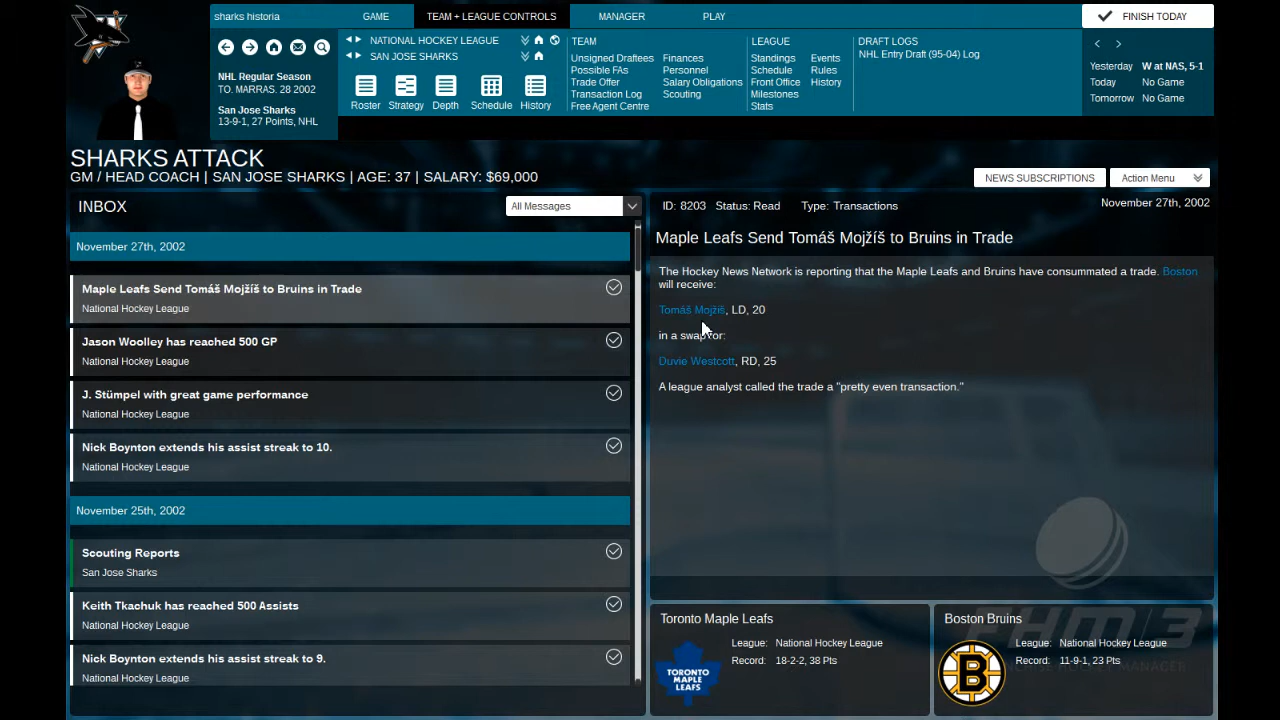 sharks historia
GAME
TEAM + LEAGUE CONTROLS
MANAGER
PLAY
FINISH TODAY
NHL Regular Season
TO. MARRAS. 28 2002
San Jose Sharks
13-9-1, 27 Points, NHL
NATIONAL HOCKEY LEAGUE
SAN JOSE SHARKS
Roster
Strategy
Depth
Schedule
History
TEAM
Unsigned Draftees
Possible FAs
Trade Offer
Transaction Log
Free Agent Centre
Finances
Personnel
Salary Obligations
Scouting
LEAGUE
Standings
Schedule
Front Office
Milestones
Stats
Events
Rules
History
DRAFT LOGS
NHL Entry Draft (95-04) Log
Yesterday W at NAS, 5-1
Today No Game
Tomorrow No Game
SHARKS ATTACK
GM / HEAD COACH | SAN JOSE SHARKS | AGE: 37 | SALARY: $69,000
NEWS SUBSCRIPTIONS
Action Menu
INBOX
All Messages
November 27th, 2002
Maple Leafs Send Tomáš Mojžíš to Bruins in Trade
National Hockey League
Jason Woolley has reached 500 GP
National Hockey League
J. Stümpel with great game performance
National Hockey League
Nick Boynton extends his assist streak to 10.
National Hockey League
November 25th, 2002
Scouting Reports
San Jose Sharks
Keith Tkachuk has reached 500 Assists
National Hockey League
Nick Boynton extends his assist streak to 9.
National Hockey League
ID: 8203 Status: Read Type: Transactions
November 27th, 2002
Maple Leafs Send Tomáš Mojžíš to Bruins in Trade
The Hockey News Network is reporting that the Maple Leafs and Bruins have consummated a trade. Boston
will receive:
Tomáš Mojžíš, LD, 20
in a swap for:
Duvie Westcott, RD, 25
A league analyst called the trade a "pretty even transaction."
Toronto Maple Leafs
League: National Hockey League
Record: 18-2-2, 38 Pts
TORONTO
MAPLE
LEAFS
Boston Bruins
League: National Hockey League
Record: 11-9-1, 23 Pts
B
FHM 3